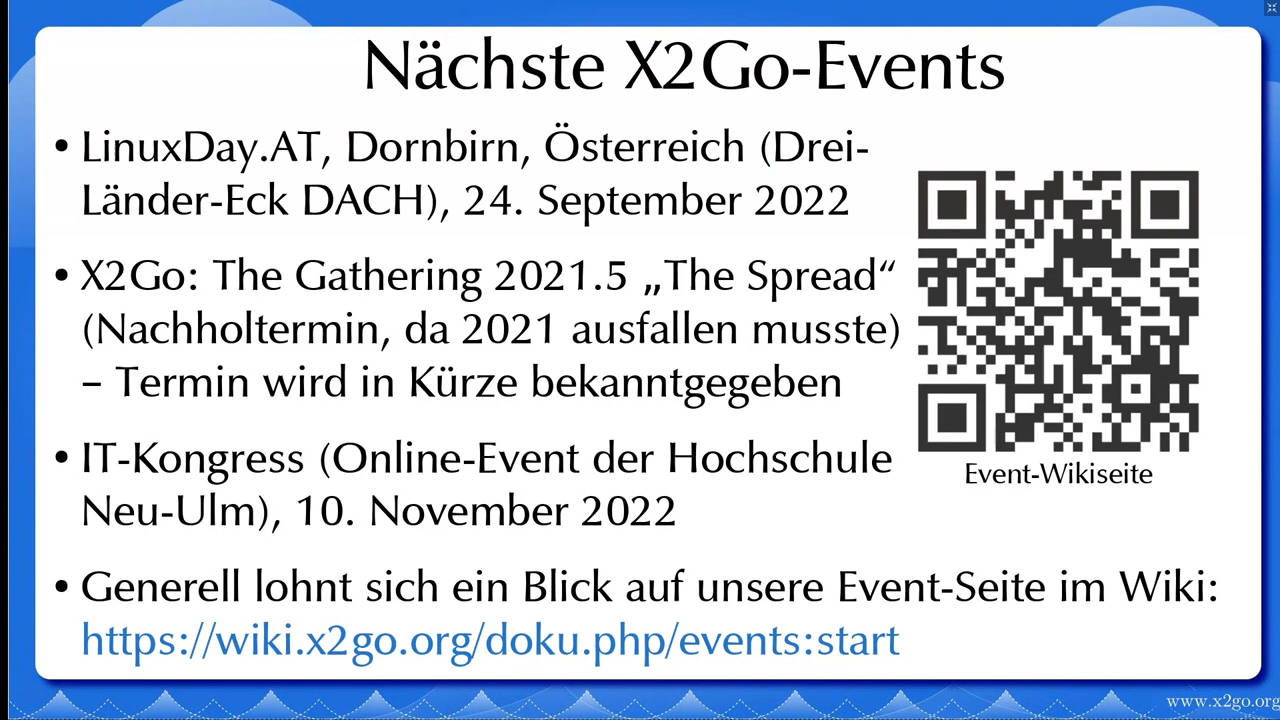 Nächste X2Go-Events
• LinuxDay.AT, Dornbirn, Österreich (Drei-
Länder-Eck DACH), 24. September 2022
• X2Go: The Gathering 2021.5 „The Spread“
(Nachholtermin, da 2021 ausfallen musste)
– Termin wird in Kürze bekanntgegeben
• IT-Kongress (Online-Event der Hochschule
Neu-Ulm), 10. November 2022
Event-Wikiseite
• Generell lohnt sich ein Blick auf unsere Event-Seite im Wiki:
https://wiki.x2go.org/doku.php/events:start
www.x2go.org